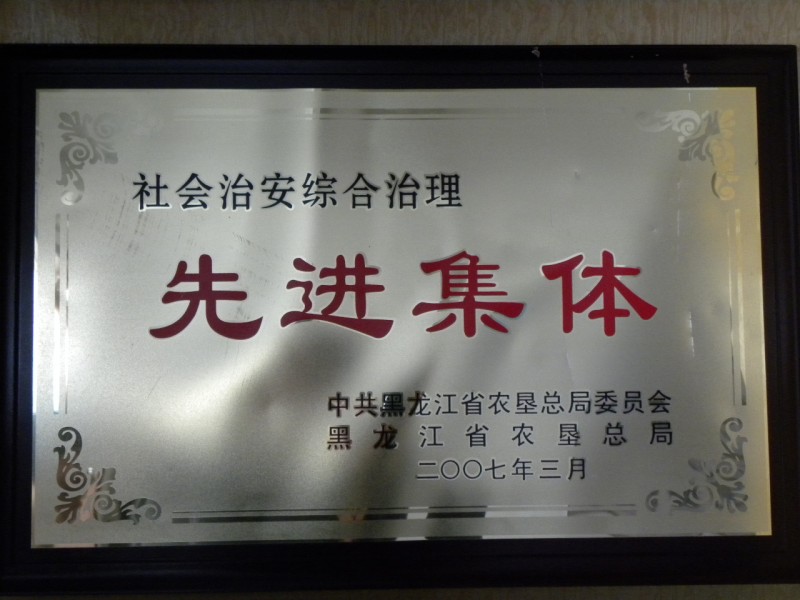 社会治安综合治理
先进集体
中共黑龙江省农垦总局委员会
黑龙江省农垦总局
二〇〇七年三月